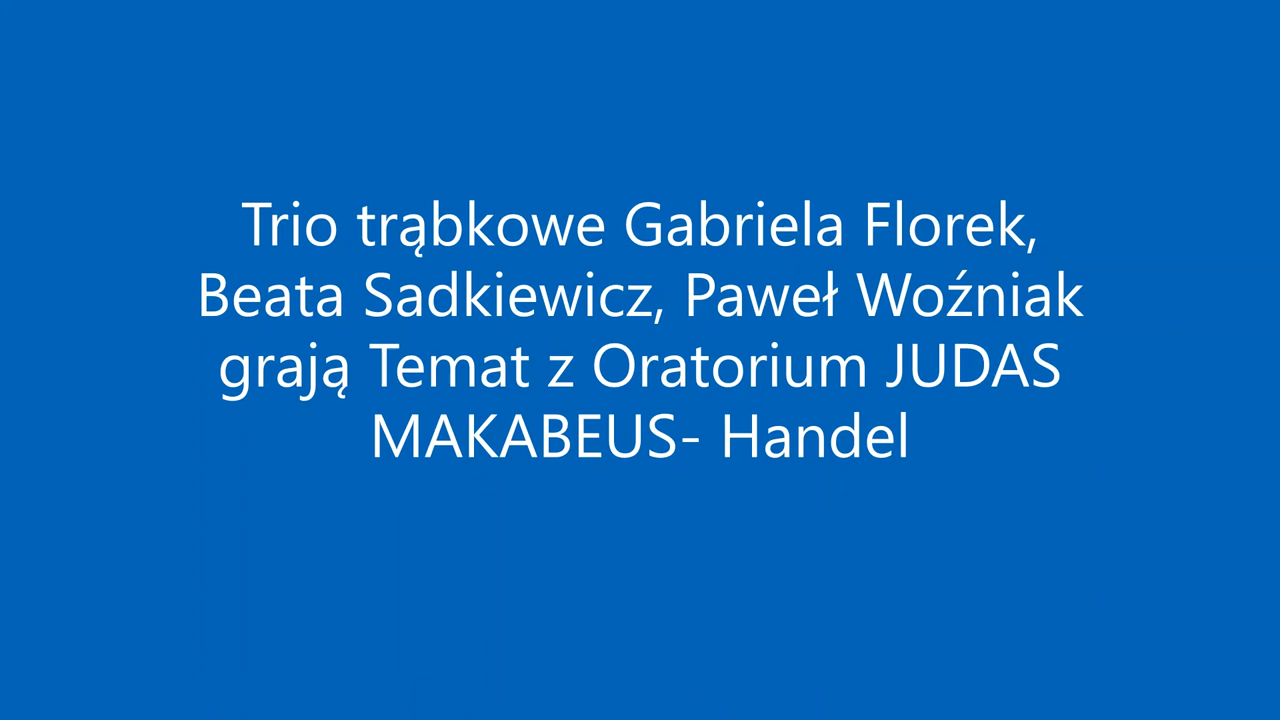 Trio trąbkowe Gabriela Florek,
Beata Sadkiewicz, Paweł Woźniak
grają Temat z Oratorium JUDAS
MAKABEUS- Handel